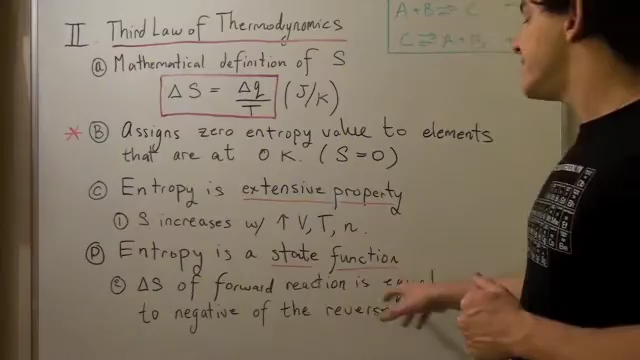 II Third Law of Thermodynamics
A + B ⇌ C
C ⇌ A + B,
ⓐ Mathematical definition of S
ΔS = Δq/T (J/K)
* Ⓑ Assigns zero entropy value to elements
that are at 0 K. (S=0)
Ⓒ Entropy is extensive property
① S increases w/ ↑ V, T, n.
Ⓓ Entropy is a state function
② ΔS of forward reaction is equal
to negative of the